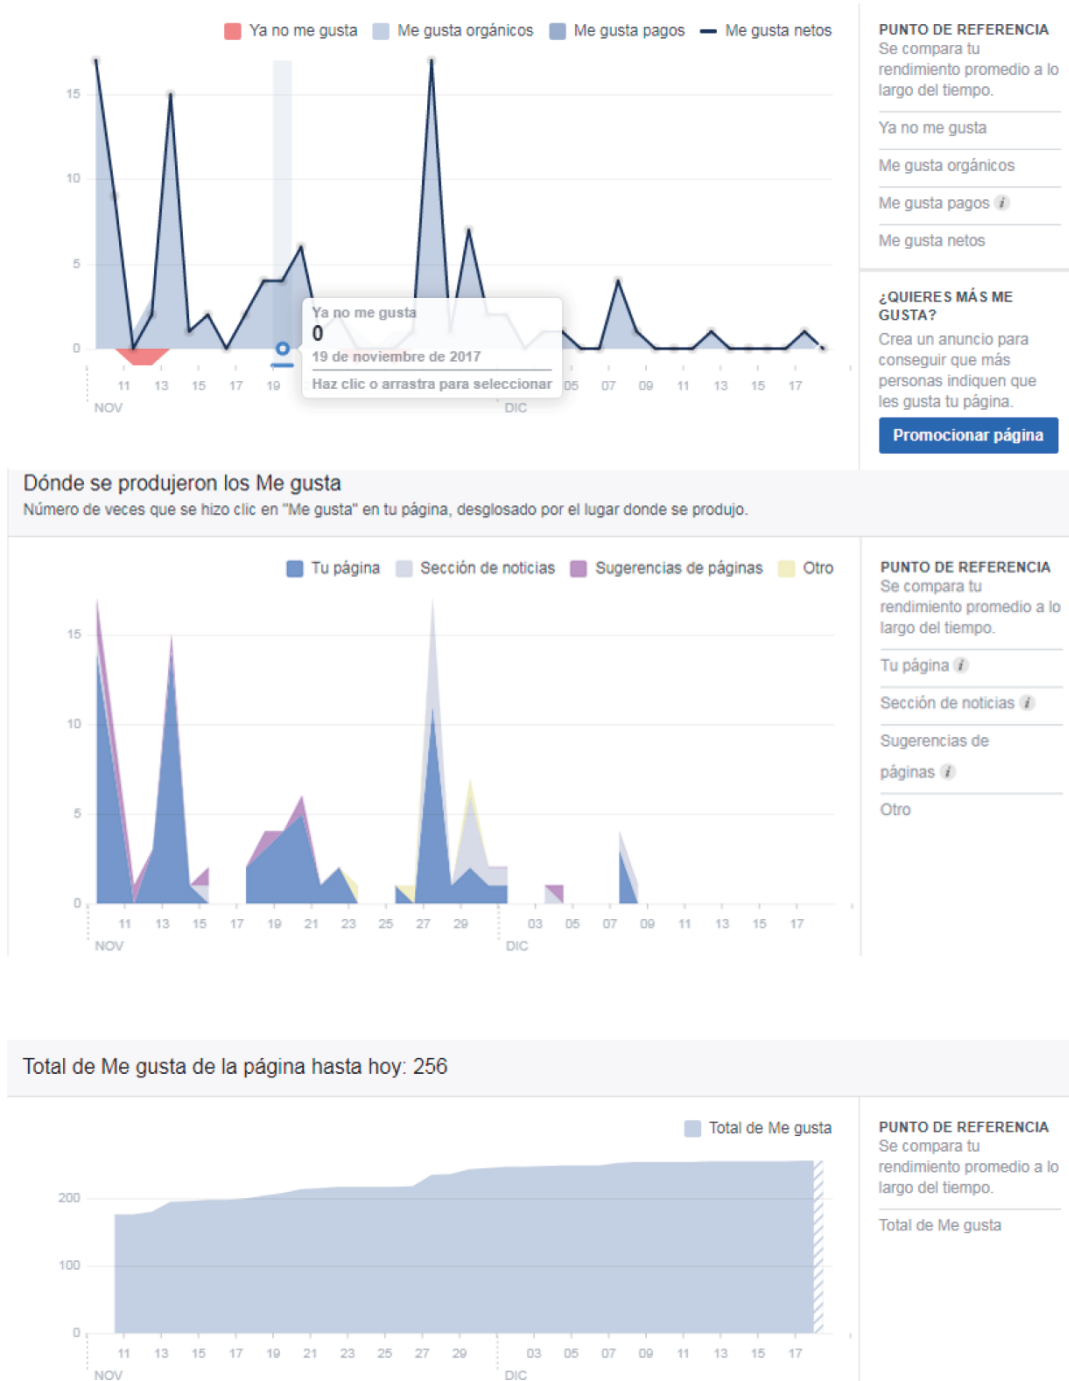 Ya no me gusta Me gusta orgánicos Me gusta pagos Me gusta netos
15
10
5
0
11 13 15 17 19 05 07 09 11 13 15 17
NOV DIC
Ya no me gusta
0
19 de noviembre de 2017
Haz clic o arrastra para seleccionar
PUNTO DE REFERENCIA
Se compara tu
rendimiento promedio a lo
largo del tiempo.
Ya no me gusta
Me gusta orgánicos
Me gusta pagos i
Me gusta netos
¿QUIERES MÁS ME
GUSTA?
Crea un anuncio para
conseguir que más
personas indiquen que
les gusta tu página.
Promocionar página
Dónde se produjeron los Me gusta
Número de veces que se hizo clic en "Me gusta" en tu página, desglosado por el lugar donde se produjo.
Tu página Sección de noticias Sugerencias de páginas Otro
15
10
5
0
11 13 15 17 19 21 23 25 27 29 03 05 07 09 11 13 15 17
NOV DIC
PUNTO DE REFERENCIA
Se compara tu
rendimiento promedio a lo
largo del tiempo.
Tu página i
Sección de noticias i
Sugerencias de
páginas i
Otro
Total de Me gusta de la página hasta hoy: 256
Total de Me gusta
200
100
0
11 13 15 17 19 21 23 25 27 29 03 05 07 09 11 13 15 17
NOV DIC
PUNTO DE REFERENCIA
Se compara tu
rendimiento promedio a lo
largo del tiempo.
Total de Me gusta